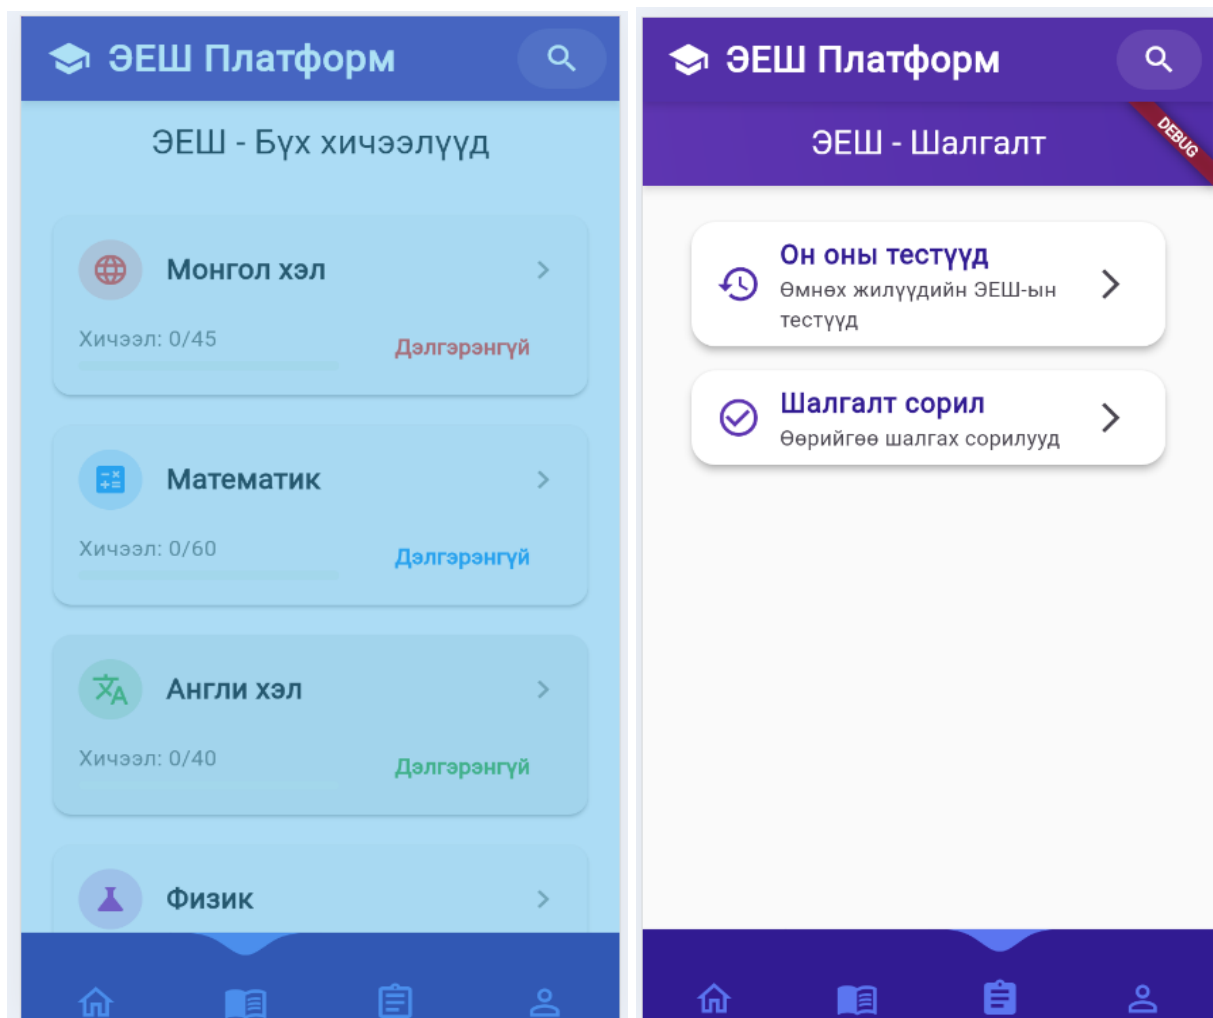 ЭЕШ Платформ
ЭЕШ - Бүх хичээлүүд
Монгол хэл
Хичээл: 0/45
Дэлгэрэнгүй
Математик
Хичээл: 0/60
Дэлгэрэнгүй
Англи хэл
Хичээл: 0/40
Дэлгэрэнгүй
Физик
ЭЕШ Платформ
DEBUG
ЭЕШ - Шалгалт
Он оны тестүүд
Өмнөх жилүүдийн ЭЕШ-ын
тестүүд
Шалгалт сорил
Өөрийгөө шалгах сорилууд